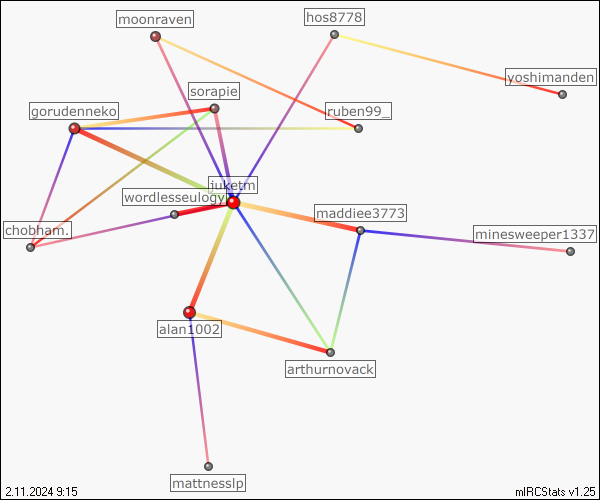 moonraven
hos8778
yoshimanden
sorapie
gorudenneko
ruben99_
juketm
wordlesseulogy
maddiee3773
chobham.
minesweeper1337
alan1002
arthurnovack
mattnesslp
2.11.2024 9:15
mIRCStats v1.25